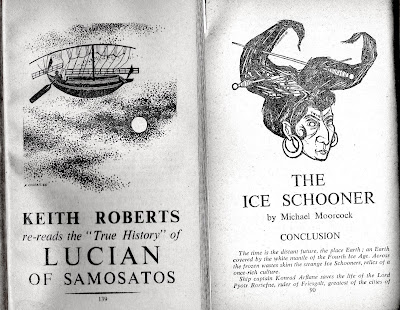 KEITH ROBERTS
re-reads the "True History" of
LUCIAN
OF SAMOSATOS
139
THE
ICE SCHOONER
by Michael Moorcock
CONCLUSION
The time is the distant future, the place Earth: an Earth
covered by the white mantle of the Fourth Ice Age. Across
the frozen wastes skim the strange Ice Schooners, relics of a
once-rich culture.
Ship captain Konrad Arflane saves the life of the Lord
Pyotr Rorsefne, ruler of Friesgalt, greatest of the cities of
90